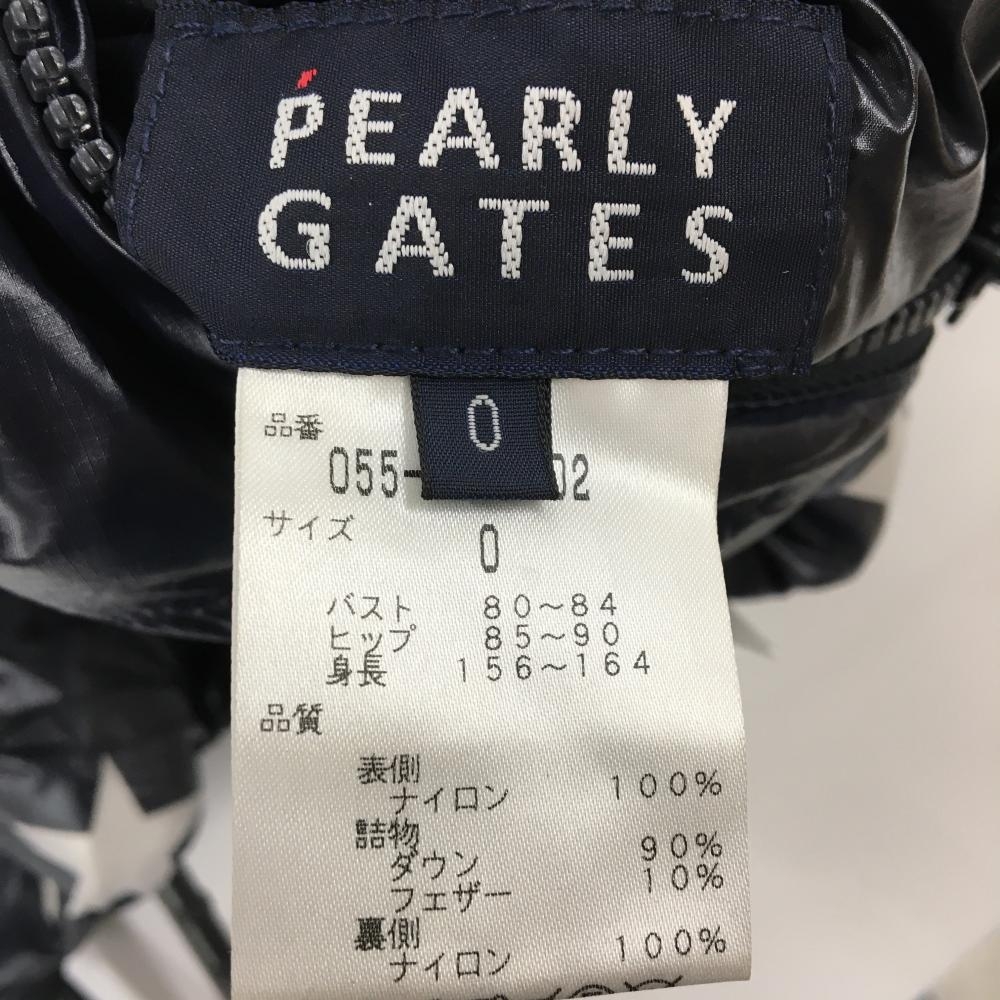 PEARLY
GATES
0
品番
055- 02
サイズ
0
バスト 80～84
ヒップ 85～90
身長 156～164
品質
表側
ナイロン 100%
詰物
ダウン 90%
フェザー 10%
裏側
ナイロン 100%